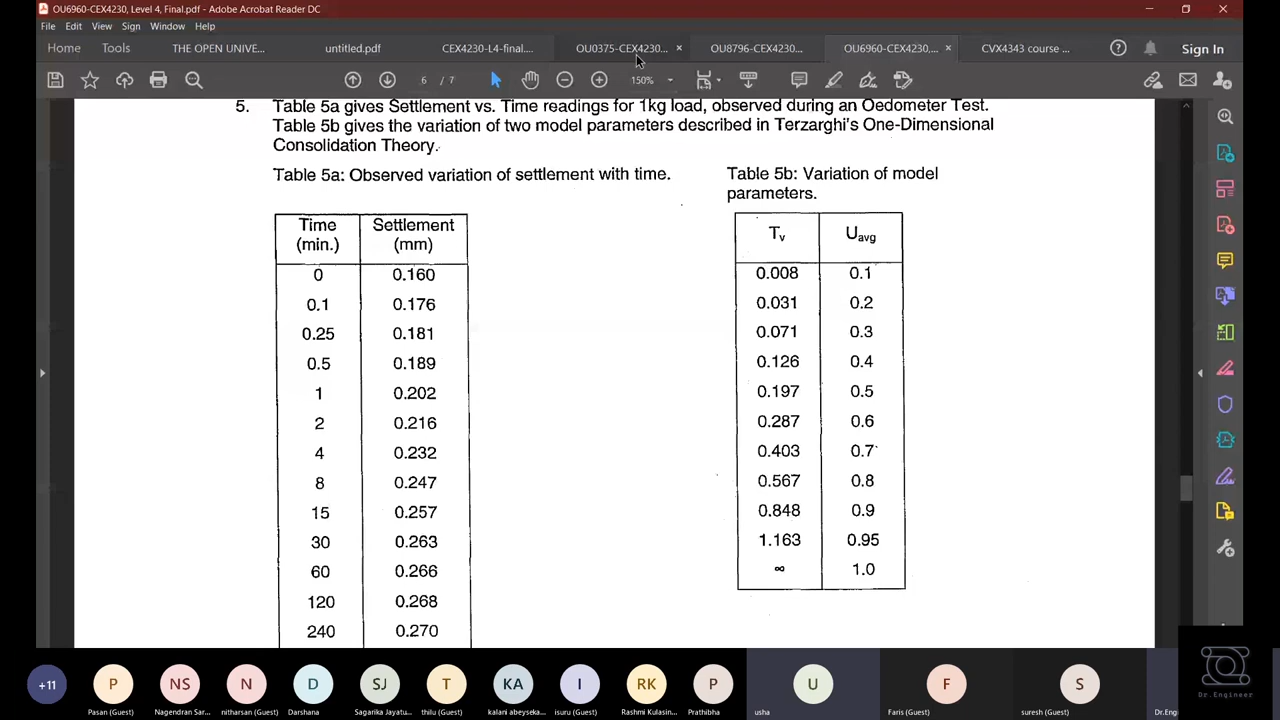 OU6960-CEX4230, Level 4, Final.pdf - Adobe Acrobat Reader DC
File Edit View Sign Window Help
Home Tools THE OPEN UNIVE... untitled.pdf CEX4230-L4-final.... OU0375-CEX4230... × OU8796-CEX4230... OU6960-CEX4230,... × CVX4343 course ... Sign In
6 / 7 150%
5. Table 5a gives Settlement vs. Time readings for 1kg load, observed during an Oedometer Test.
Table 5b gives the variation of two model parameters described in Terzarghi's One-Dimensional
Consolidation Theory.
Table 5a: Observed variation of settlement with time.
Time (min.) Settlement (mm)
0 0.160
0.1 0.176
0.25 0.181
0.5 0.189
1 0.202
2 0.216
4 0.232
8 0.247
15 0.257
30 0.263
60 0.266
120 0.268
240 0.270
Table 5b: Variation of model
parameters.
Tv Uavg
0.008 0.1
0.031 0.2
0.071 0.3
0.126 0.4
0.197 0.5
0.287 0.6
0.403 0.7
0.567 0.8
0.848 0.9
1.163 0.95
∞ 1.0
+11 P NS N D SJ T KA I RK P U F S
Pasan (Guest) Nagendran Sar... nitharsan (Guest) Darshana Sagarika Jayatu... thilu (Guest) kalani abeyseka... isuru (Guest) Rashmi Kulasin... Prathibha usha Faris (Guest) suresh (Guest) Dr.Eng
Dr.Engineer